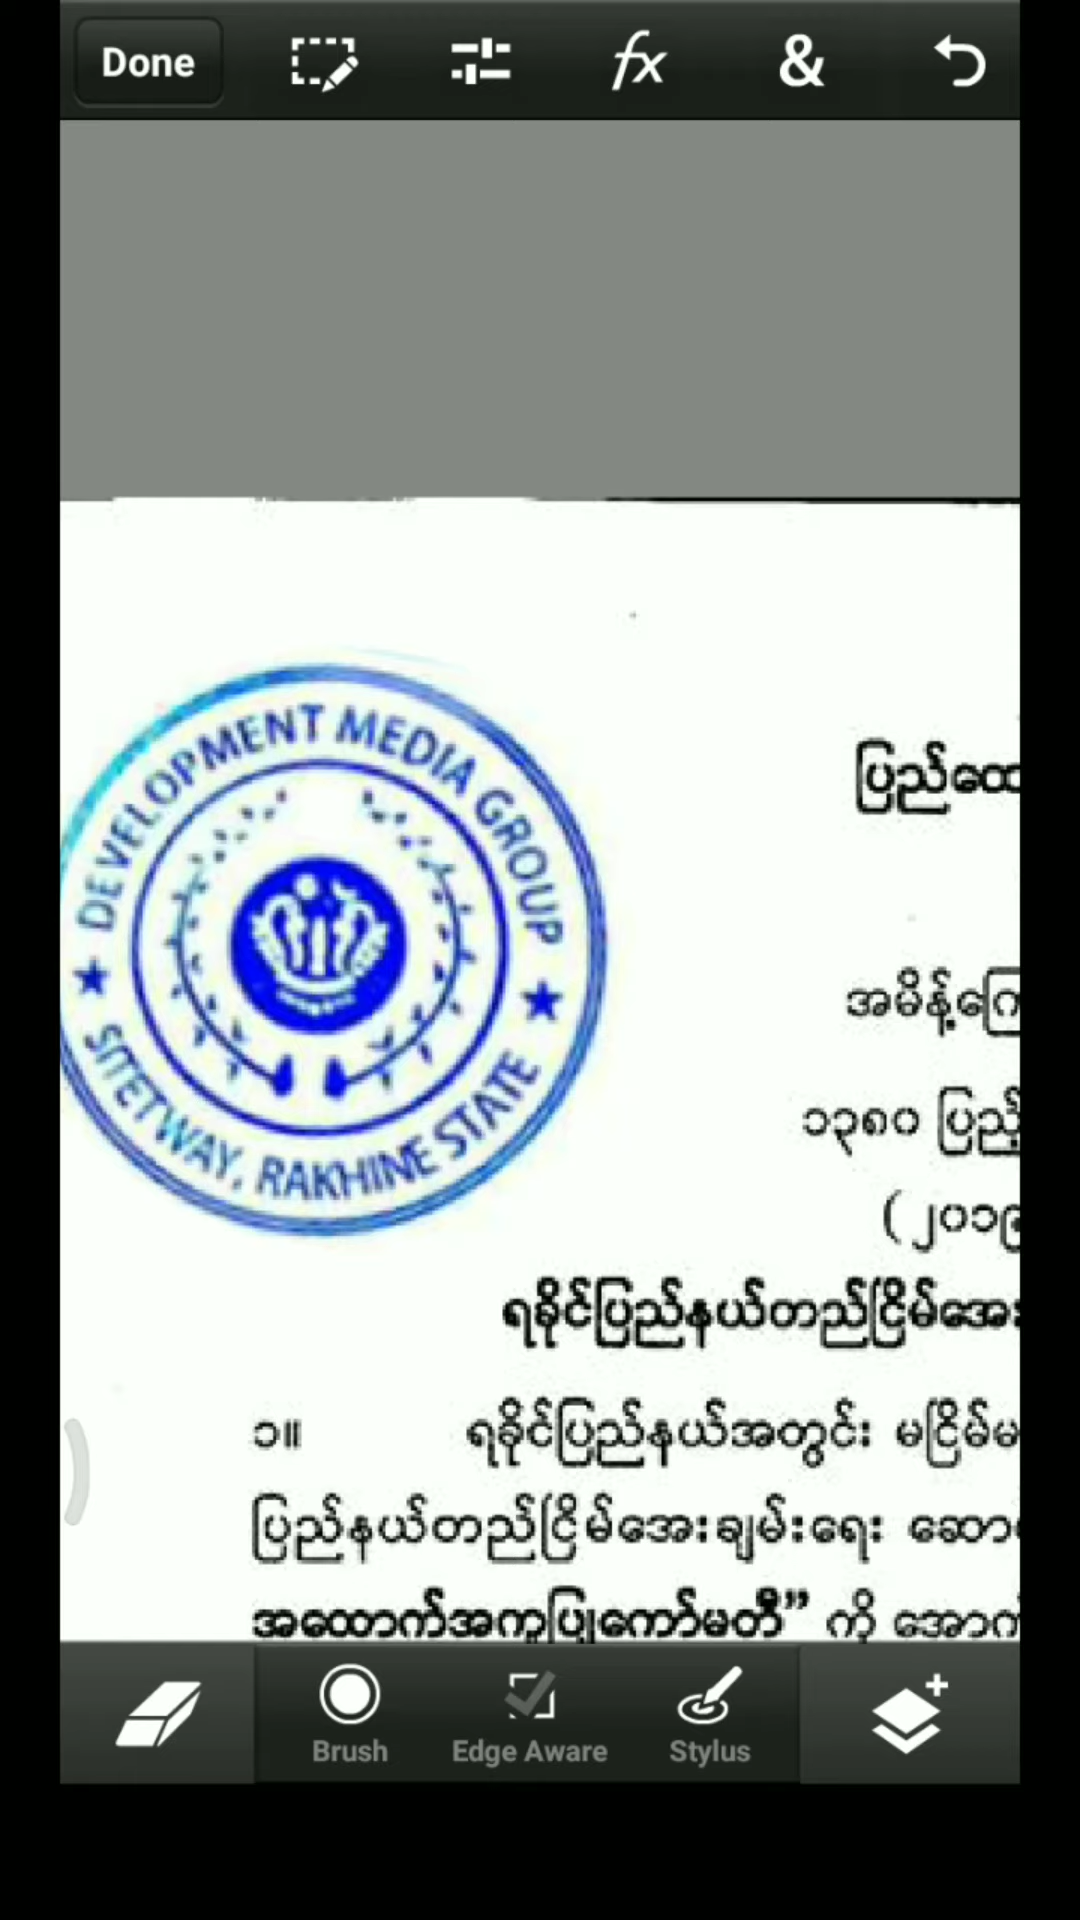 Done
fx
&
DEVELOPMENT MEDIA GROUP
SITETWAY, RAKHINE STATE
ပြည်ထော
အမိန့်ကြေ
၁၃၈၀ ပြည့်
(၂၀၁၉
ရခိုင်ပြည်နယ်တည်ငြိမ်အေး
၁။ ရခိုင်ပြည်နယ်အတွင်း မငြိမ်မ
ပြည်နယ်တည်ငြိမ်အေးချမ်းရေး ဆော
အထောက်အကူပြုကော်မတီ” ကို အောက်
Brush
Edge Aware
Stylus